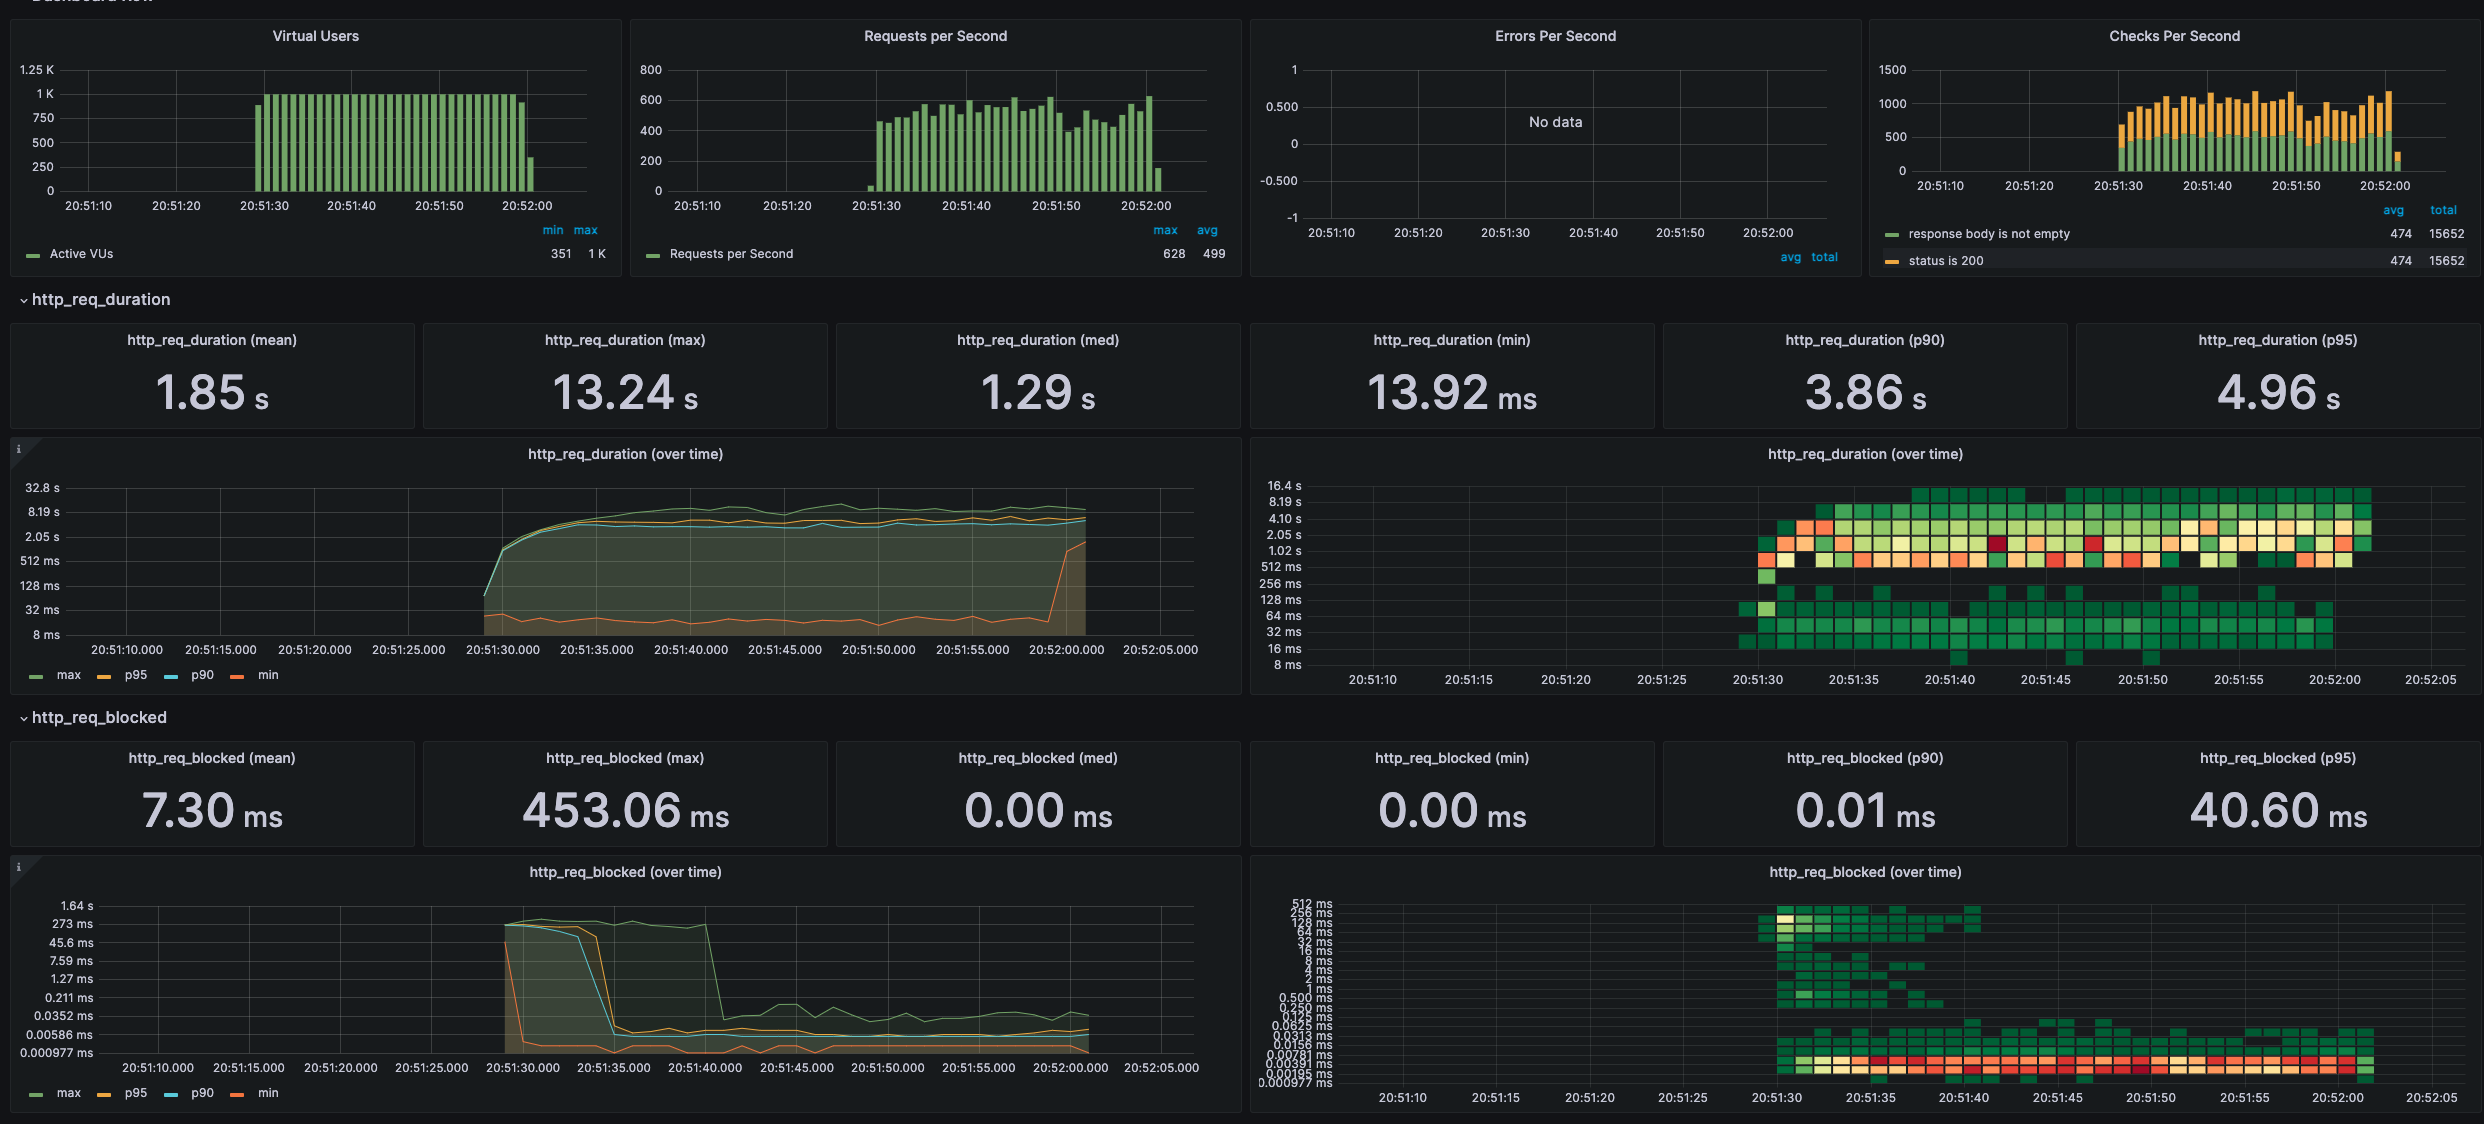 Dashboard Row
Virtual Users
1.25 K
1 K
750
500
250
0
20:51:10 20:51:20 20:51:30 20:51:40 20:51:50 20:52:00
min max
Active VUs 351 1 K
Requests per Second
800
600
400
200
0
20:51:10 20:51:20 20:51:30 20:51:40 20:51:50 20:52:00
max avg
Requests per Second 628 499
Errors Per Second
1
0.500
0
-0.500
-1
No data
20:51:10 20:51:20 20:51:30 20:51:40 20:51:50 20:52:00
avg total
Checks Per Second
1500
1000
500
0
20:51:10 20:51:20 20:51:30 20:51:40 20:51:50 20:52:00
avg total
response body is not empty 474 15652
status is 200 474 15652
http_req_duration
http_req_duration (mean)
1.85 s
http_req_duration (max)
13.24 s
http_req_duration (med)
1.29 s
http_req_duration (min)
13.92 ms
http_req_duration (p90)
3.86 s
http_req_duration (p95)
4.96 s
i
http_req_duration (over time)
32.8 s
8.19 s
2.05 s
512 ms
128 ms
32 ms
8 ms
20:51:10.000 20:51:15.000 20:51:20.000 20:51:25.000 20:51:30.000 20:51:35.000 20:51:40.000 20:51:45.000 20:51:50.000 20:51:55.000 20:52:00.000 20:52:05.000
max p95 p90 min
http_req_duration (over time)
16.4 s
8.19 s
4.10 s
2.05 s
1.02 s
512 ms
256 ms
128 ms
64 ms
32 ms
16 ms
8 ms
20:51:10 20:51:15 20:51:20 20:51:25 20:51:30 20:51:35 20:51:40 20:51:45 20:51:50 20:51:55 20:52:00 20:52:05
http_req_blocked
http_req_blocked (mean)
7.30 ms
http_req_blocked (max)
453.06 ms
http_req_blocked (med)
0.00 ms
http_req_blocked (min)
0.00 ms
http_req_blocked (p90)
0.01 ms
http_req_blocked (p95)
40.60 ms
i
http_req_blocked (over time)
1.64 s
273 ms
45.6 ms
7.59 ms
1.27 ms
0.211 ms
0.0352 ms
0.00586 ms
0.000977 ms
20:51:10.000 20:51:15.000 20:51:20.000 20:51:25.000 20:51:30.000 20:51:35.000 20:51:40.000 20:51:45.000 20:51:50.000 20:51:55.000 20:52:00.000 20:52:05.000
max p95 p90 min
http_req_blocked (over time)
512 ms
256 ms
128 ms
64 ms
32 ms
16 ms
8 ms
4 ms
2 ms
1 ms
0.500 ms
0.250 ms
0.125 ms
0.0625 ms
0.0313 ms
0.0156 ms
0.00781 ms
0.00391 ms
0.00195 ms
0.000977 ms
20:51:10 20:51:15 20:51:20 20:51:25 20:51:30 20:51:35 20:51:40 20:51:45 20:51:50 20:51:55 20:52:00 20:52:05